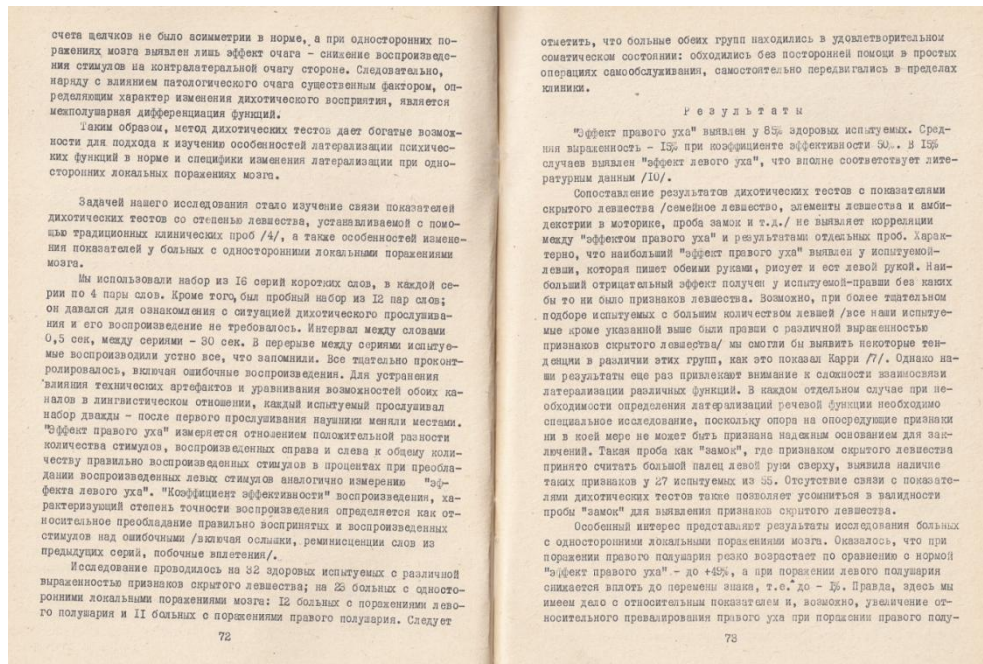 счета щелчков не было асимметрии в норме, а при односторонних по-
ражениях мозга выявлен лишь эффект очага - снижение воспроизведе-
ния стимулов на контралатеральной очагу стороне. Следовательно,
наряду с влиянием патологического очага существенным фактором, оп-
ределяющим характер изменения дихотического восприятия, является
межполушарная дифференциация функций.
Таким образом, метод дихотических тестов дает богатые возмож-
ности для подхода к изучению особенностей латерализации психичес-
ких функций в норме и специфики изменения латерализации при одно-
сторонних локальных поражениях мозга.
Задачей нашего исследования стало изучение связи показателей
дихотических тестов со степенью левшества, устанавливаемой с помо-
щью традиционных клинических проб /4/, а также особенностей измене-
ния показателей у больных с односторонними локальными поражениями
мозга.
Мы использовали набор из 16 серий коротких слов, в каждой се-
рии по 4 пары слов. Кроме того, был пробный набор из 12 пар слов;
он давался для ознакомления с ситуацией дихотического прослушива-
ния и его воспроизведение не требовалось. Интервал между словами
0,5 сек, между сериями - 30 сек. В перерыве между сериями испытуе-
мые воспроизводили устно все, что запомнили. Все тщательно проконт-
ролировалось, включая ошибочные воспроизведения. Для устранения
влияния технических артефактов и уравнивания возможностей обоих ка-
налов в лингвистическом отношении, каждый испытуемый прослушивал
набор дважды - после первого прослушивания наушники меняли местами.
"Эффект правого уха" измеряется отношением положительной разности
количества стимулов, воспроизведенных справа и слева к общему коли-
честву правильно воспроизведенных стимулов в процентах при преобла-
дании воспроизведенных левых стимулов аналогично измерению "эф-
фекта левого уха". "Коэффициент эффективности" воспроизведения, ха-
рактеризующий степень точности воспроизведения определяется как от-
носительное преобладание правильно воспринятых и воспроизведенных
стимулов над ошибочными /включая ослышки, реминисценции слов из
предыдущих серий, побочные вплетения/.
Исследование проводилось на 32 здоровых испытуемых с различной
выраженностью признаков скрытого левшества; на 23 больных с односто-
ронними локальными поражениями мозга: 12 больных с поражениями лево-
го полушария и 11 больных с поражениями правого полушария. Следует
72
отметить, что больные обеих групп находились в удовлетворительном
соматическом состоянии: обходились без посторонней помощи в простых
операциях самообслуживания, самостоятельно передвигались в пределах
клиники.
Результаты
"Эффект правого уха" выявлен у 85% здоровых испытуемых. Сред-
няя выраженность - 15% при коэффициенте эффективности 50%. В 15%
случаев выявлен "эффект левого уха", что вполне соответствует лите-
ратурным данным /10/.
Сопоставление результатов дихотических тестов с показателями
скрытого левшества /семейное левшество, элементы левшества и амби-
декстрии в моторике, проба замок и т.д./ не выявляет корреляции
между "эффектом правого уха" и результатами отдельных проб. Харак-
терно, что наибольший "эффект правого уха" выявлен у испытуемой-
левши, которая пишет обеими руками, рисует и ест левой рукой. Наи-
больший отрицательный эффект получен у испытуемой-правши без каких
бы то ни было признаков левшества. Возможно, при более тщательном
подборе испытуемых с большим количеством левшей /все наши испытуе-
мые кроме указанной выше были правши с различной выраженностью
признаков скрытого левшества/ мы смогли бы выявить некоторые тен-
денции в различии этих групп, как это показал Карри /7/. Однако на-
ши результаты еще раз привлекают внимание к сложности взаимосвязи
латерализации различных функций. В каждом отдельном случае при не-
обходимости определения латерализаций речевой функции необходимо
специальное исследование, поскольку опора на опосредующие признаки
ни в коей мере не может быть признана надежным основанием для зак-
лючений. Такая проба как "замок", где признаком скрытого левшества
принято считать большой палец левой руки сверху, выявила наличие
таких признаков у 27 испытуемых из 55. Отсутствие связи с показате-
лями дихотических тестов также позволяет усомниться в валидности
пробы "замок" для выявления признаков скрытого левшества.
Особенный интерес представляют результаты исследования больных
с односторонними локальными поражениями мозга. Оказалось, что при
поражении правого полушария резко возрастает по сравнению с нормой
"эффект правого уха" - до +49%, а при поражении левого полушария
снижается вплоть до перемены знака, т.е. до - 1%. Правда, здесь мы
имеем дело с относительным показателем и, возможно, увеличение от-
носительного превалирования правого уха при поражении правого полу-
73